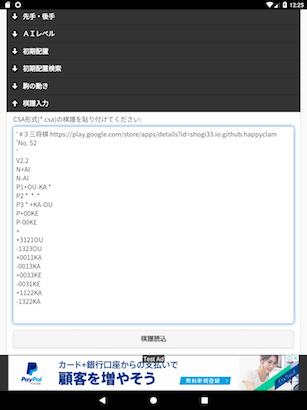 12:25
先手・後手
AIレベル
初期配置
初期配置検索
駒の動き
棋譜入力
CSA形式(*.csa)の棋譜を貼り付けてください:
'#３三将棋 https://play.google.com/store/apps/details?id=shogi33.io.github.happyclam
'No. 52
'
V2.2
N+AI
N-AI
P1+OU-KA *
P2 * * *
P3 * +KA-OU
P+00KE
P-00KE
+
+3121OU
-1323OU
+0011KA
-0013KA
+0033KE
-0031KE
+1122KA
-1322KA
棋譜読込
Test Ad
カード+銀行口座からの支払いで
顧客を増やそう
無料新規登録
PayPal